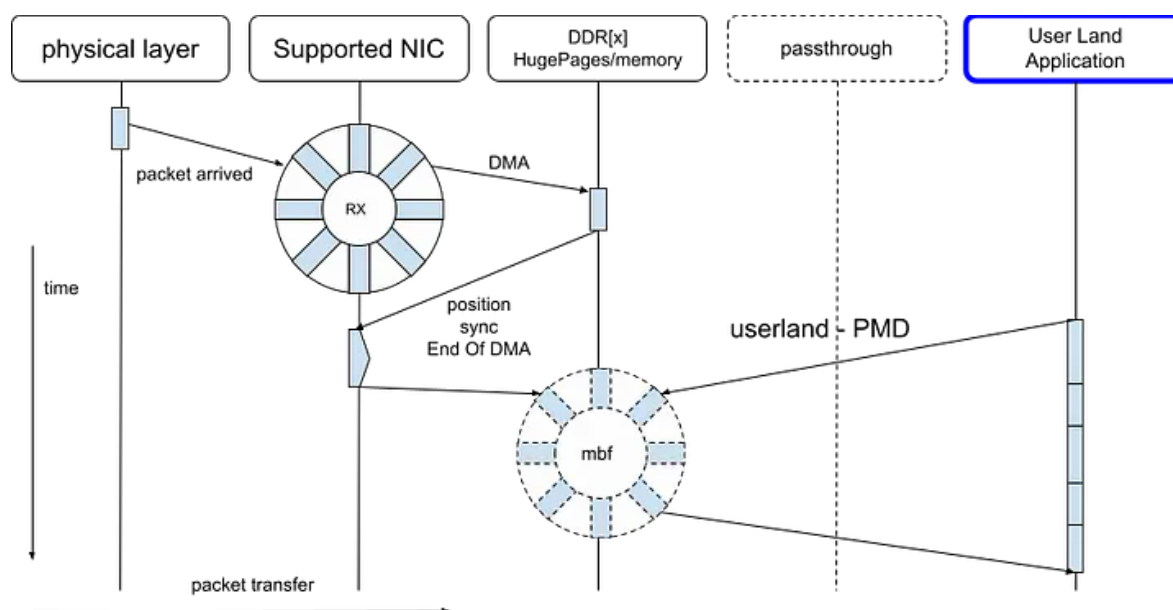 physical layer
Supported NIC
DDR[x]
HugePages/memory
passthrough
User Land
Application
packet arrived
DMA
RX
time
position
sync
End Of DMA
userland - PMD
mbf
packet transfer